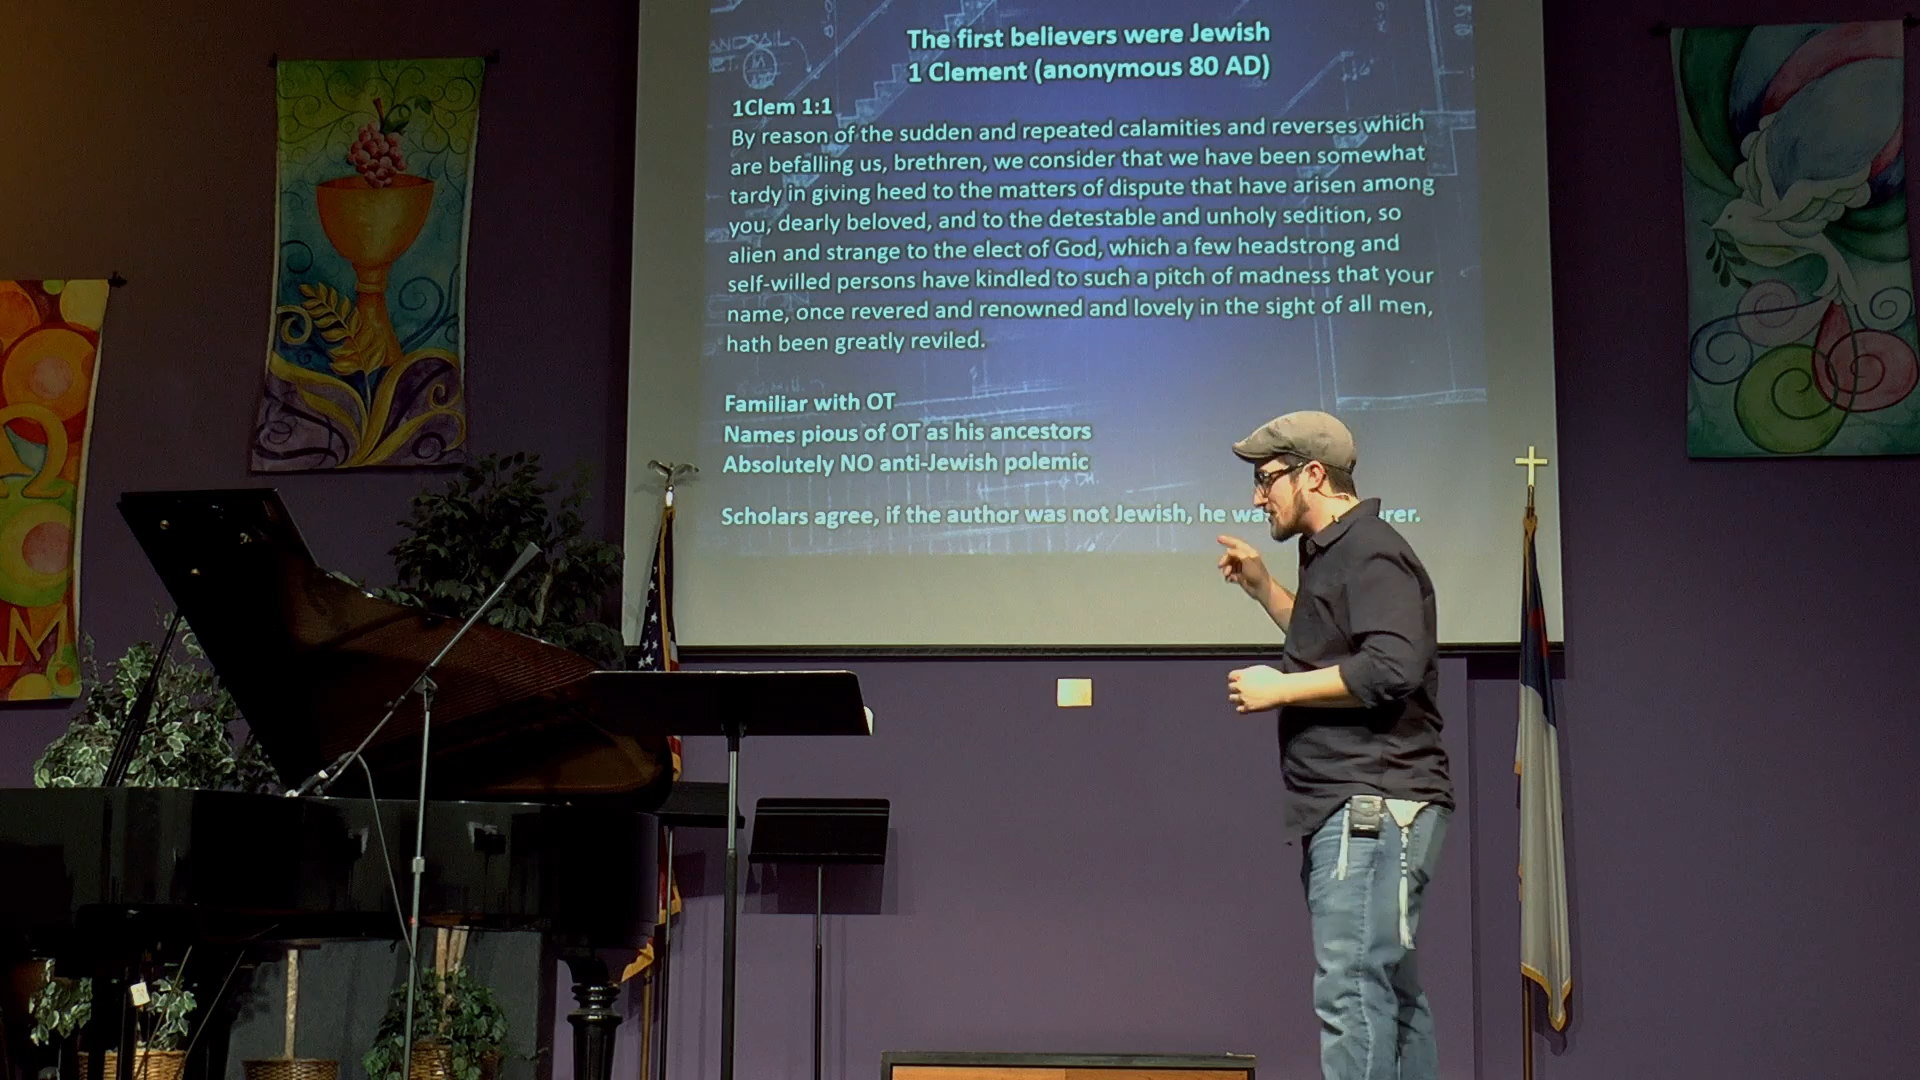 The first believers were Jewish
1 Clement (anonymous 80 AD)
1Clem 1:1
By reason of the sudden and repeated calamities and reverses which
are befalling us, brethren, we consider that we have been somewhat
tardy in giving heed to the matters of dispute that have arisen among
you, dearly beloved, and to the detestable and unholy sedition, so
alien and strange to the elect of God, which a few headstrong and
self-willed persons have kindled to such a pitch of madness that your
name, once revered and renowned and lovely in the sight of all men,
hath been greatly reviled.
Familiar with OT
Names pious of OT as his ancestors
Absolutely NO anti-Jewish polemic
Scholars agree, if the author was not Jewish, he
Ω